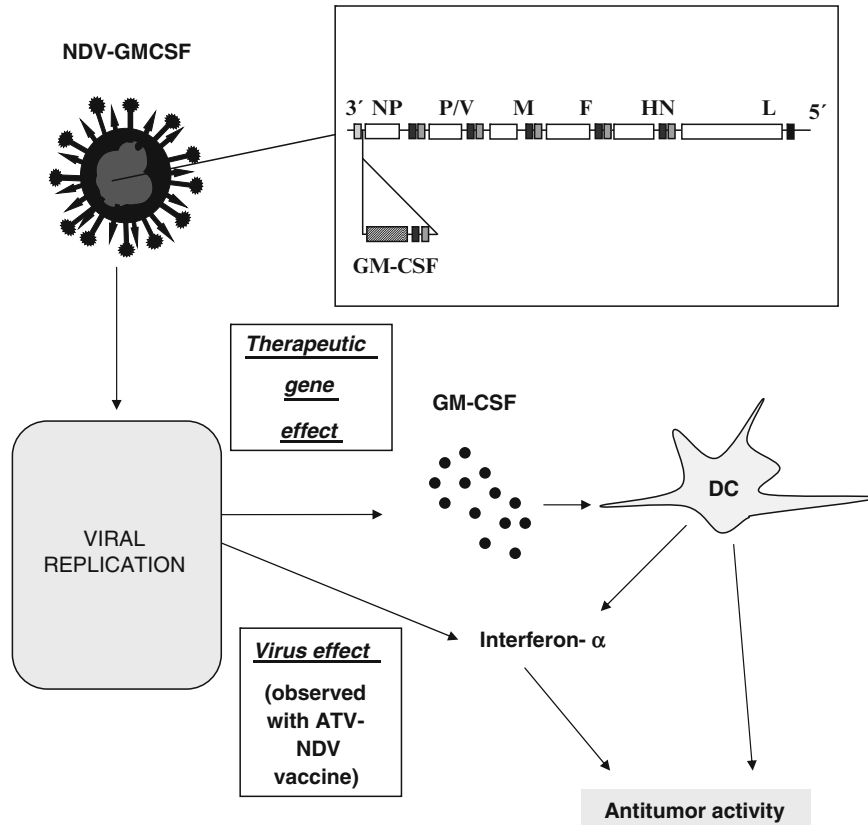 NDV-GMCSF
3´ NP P/V M F HN L 5´
GM-CSF
Therapeutic
gene
effect
GM-CSF
DC
VIRAL
REPLICATION
Interferon- α
Virus effect
(observed
with ATV-
NDV
vaccine)
Antitumor activity